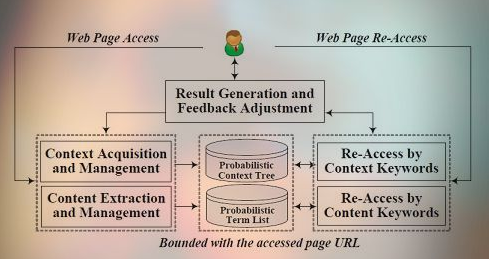 Web Page Access
Web Page Re-Access
Result Generation and
Feedback Adjustment
Context Acquisition
and Management
Probabilistic
Context Tree
Re-Access by
Context Keywords
Content Extraction
and Management
Probabilistic
Term List
Re-Access by
Content Keywords
Bounded with the accessed page URL